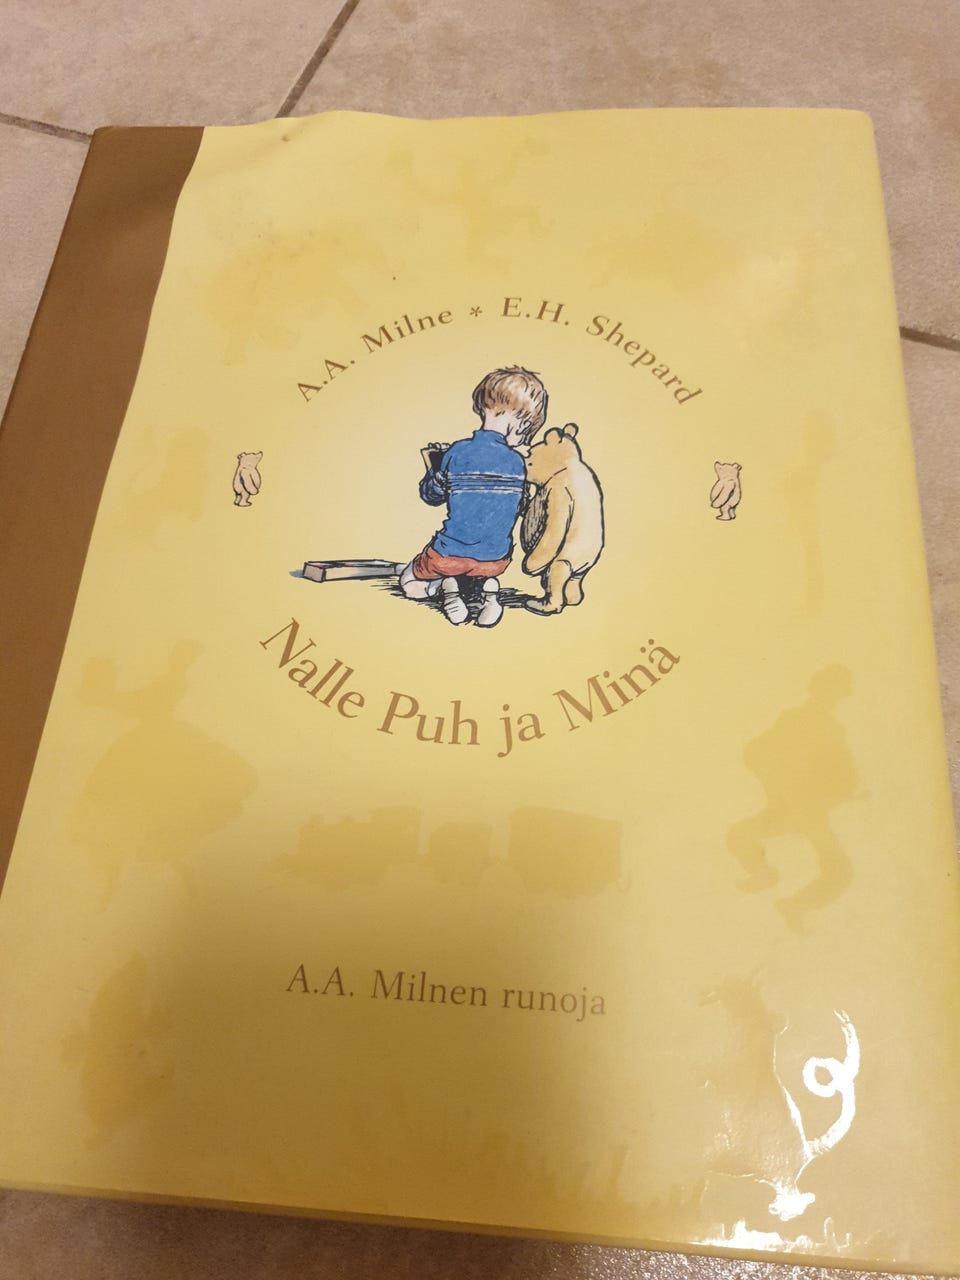 A.A. Milne * E.H. Shepard
Nalle Puh ja Minä
A.A. Milnen runoja